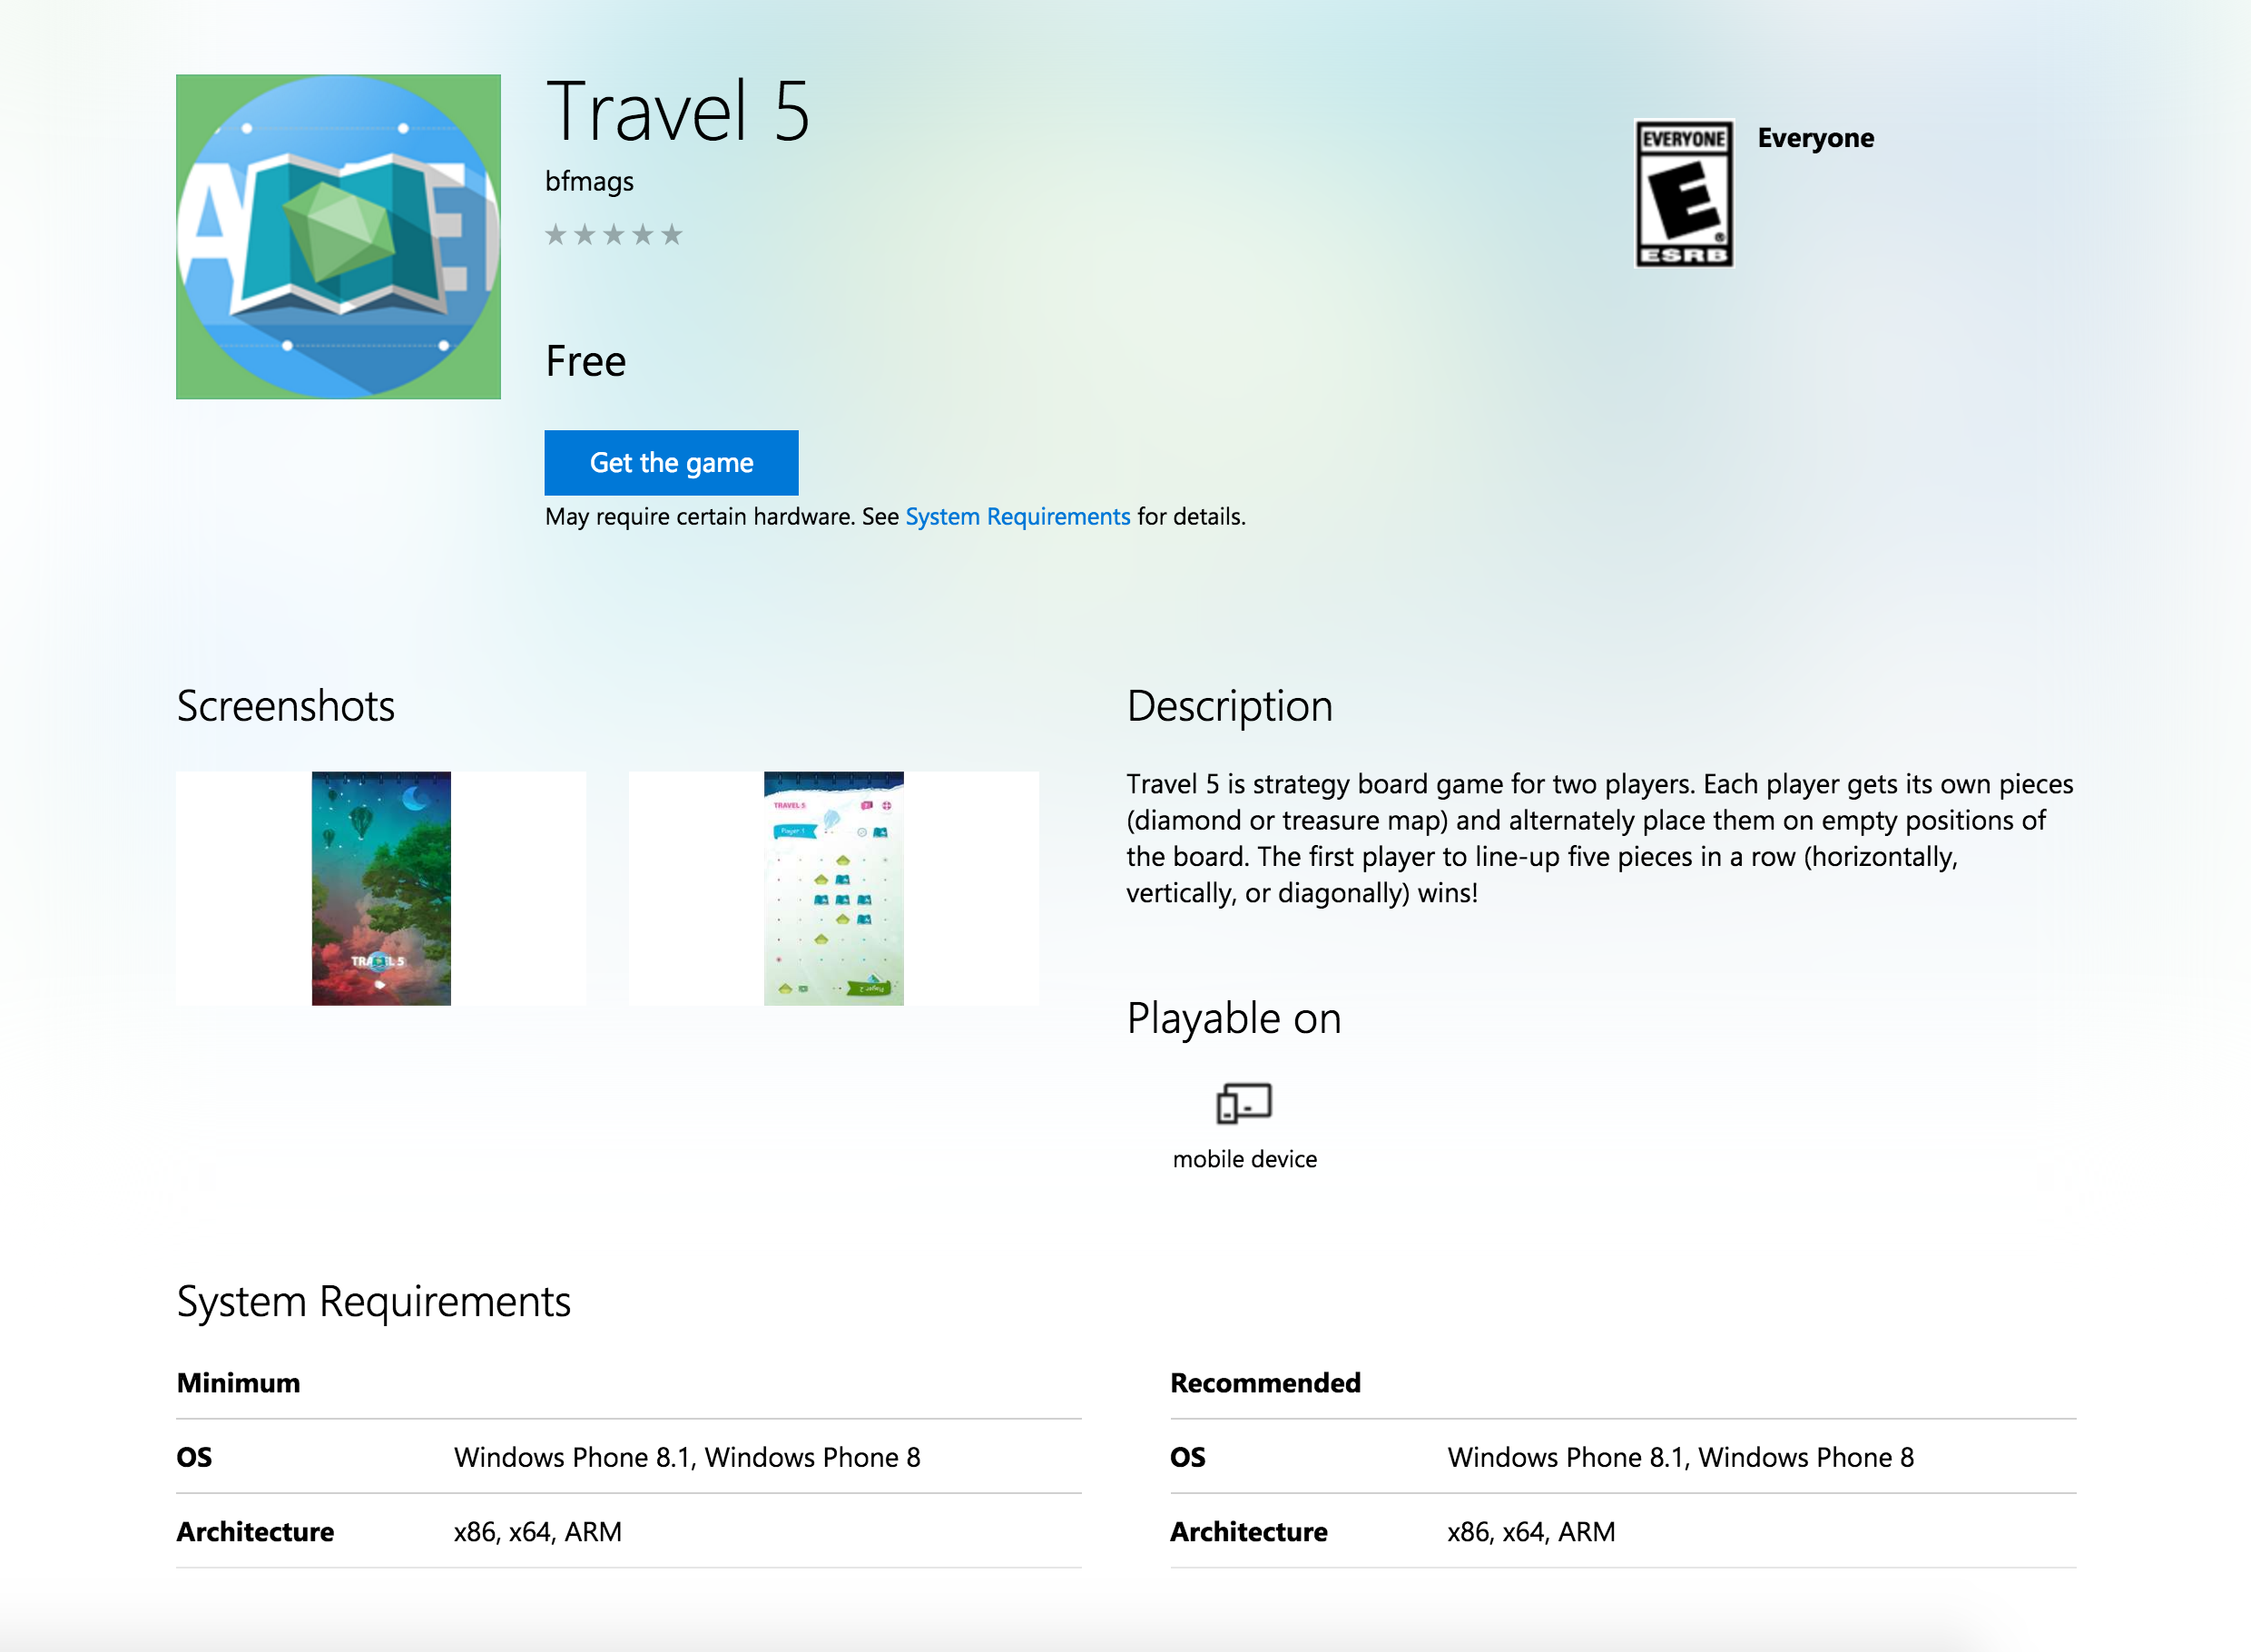 Travel 5
bfmags
EVERYONE
E
ESRB
Everyone
Free
Get the game
May require certain hardware. See System Requirements for details.
Screenshots
TRAVEL 5
Player 1
Player 2
Description
Travel 5 is strategy board game for two players. Each player gets its own pieces
(diamond or treasure map) and alternately place them on empty positions of
the board. The first player to line-up five pieces in a row (horizontally,
vertically, or diagonally) wins!
Playable on
mobile device
System Requirements
Minimum
OS Windows Phone 8.1, Windows Phone 8
Architecture x86, x64, ARM
Recommended
OS Windows Phone 8.1, Windows Phone 8
Architecture x86, x64, ARM